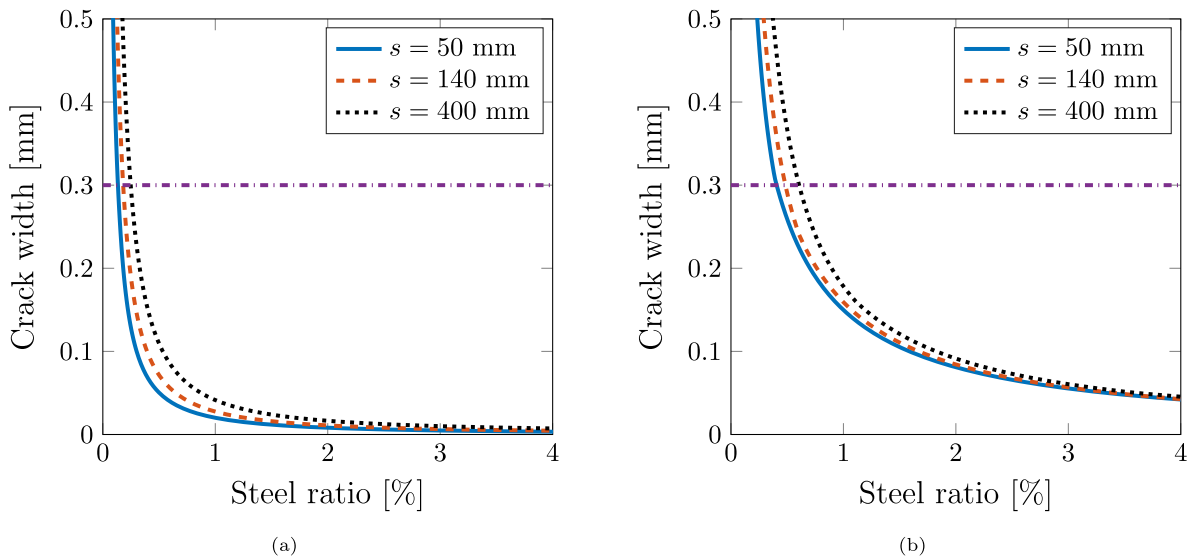 0.5
0.4
0.3
0.2
0.1
0
Crack width [mm]
s = 50 mm
s = 140 mm
s = 400 mm
0 1 2 3 4
Steel ratio [%]
(a)
0.5
0.4
0.3
0.2
0.1
0
Crack width [mm]
s = 50 mm
s = 140 mm
s = 400 mm
0 1 2 3 4
Steel ratio [%]
(b)